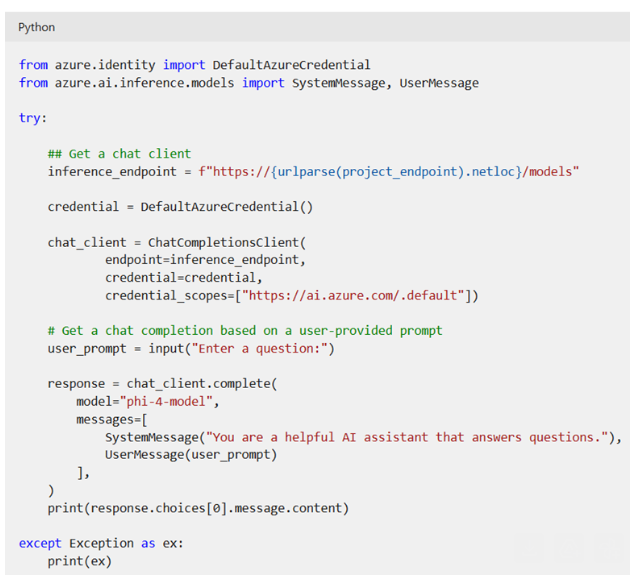 Python
from azure.identity import DefaultAzureCredential
from azure.ai.inference.models import SystemMessage, UserMessage
try:
    ## Get a chat client
    inference_endpoint = f"https://{urlparse(project_endpoint).netloc}/models"
    credential = DefaultAzureCredential()
    chat_client = ChatCompletionsClient(
            endpoint=inference_endpoint,
            credential=credential,
            credential_scopes=["https://ai.azure.com/.default"])
    # Get a chat completion based on a user-provided prompt
    user_prompt = input("Enter a question:")
    response = chat_client.complete(
        model="phi-4-model",
        messages=[
            SystemMessage("You are a helpful AI assistant that answers questions."),
            UserMessage(user_prompt)
        ],
    )
    print(response.choices[0].message.content)
except Exception as ex:
    print(ex)